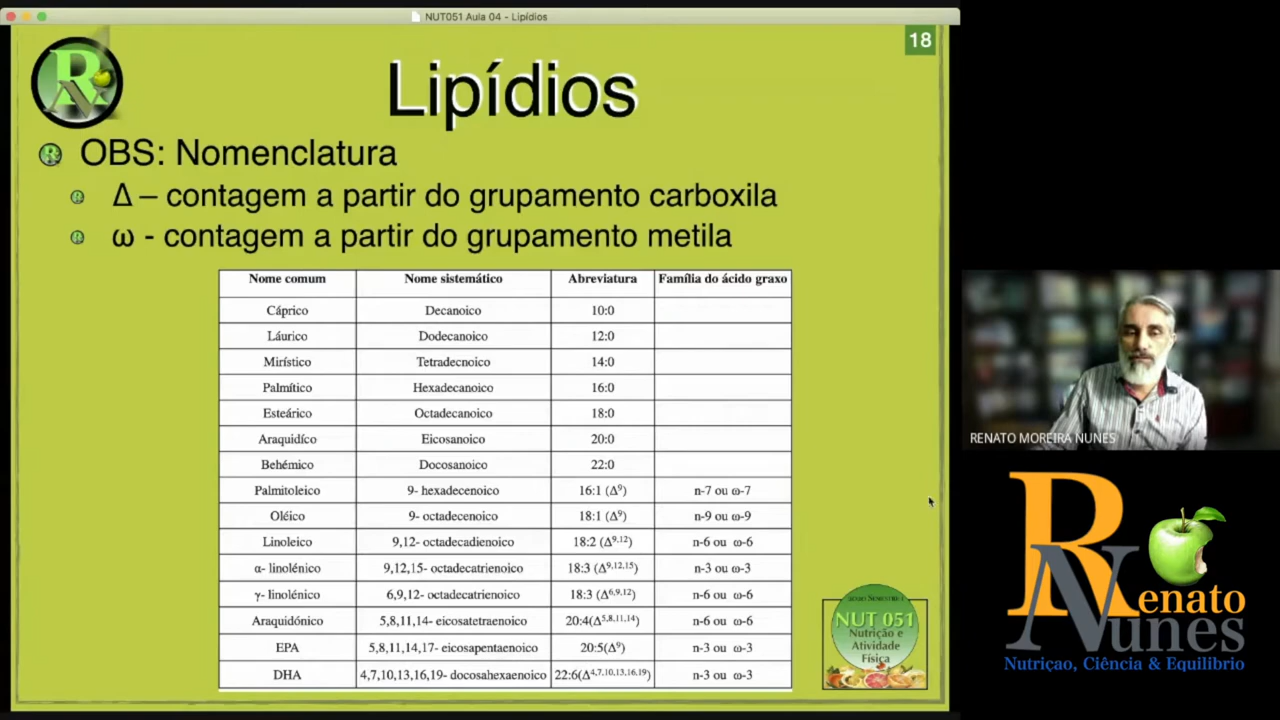 NUT051 Aula 04 - Lipídios
18
Lipídios
OBS: Nomenclatura
Δ – contagem a partir do grupamento carboxila
ω - contagem a partir do grupamento metila
Nome comum Nome sistemático Abreviatura Família do ácido graxo
Cáprico Decanoico 10:0
Láurico Dodecanoico 12:0
Mirístico Tetradecnoico 14:0
Palmítico Hexadecanoico 16:0
Esteárico Octadecanoico 18:0
Araquidíco Eicosanoico 20:0
Behémico Docosanoico 22:0
Palmitoleico 9- hexadecenoico 16:1 (Δ⁹) n-7 ou ω-7
Oléico 9- octadecenoico 18:1 (Δ⁹) n-9 ou ω-9
Linoleico 9,12- octadecadienoico 18:2 (Δ⁹,¹²) n-6 ou ω-6
α- linolénico 9,12,15- octadecatrienoico 18:3 (Δ⁹,¹²,¹⁵) n-3 ou ω-3
γ- linolénico 6,9,12- octadecatrienoico 18:3 (Δ⁶,⁹,¹²) n-6 ou ω-6
Araquidónico 5,8,11,14- eicosatetraenoico 20:4(Δ⁵,⁸,¹¹,¹⁴) n-6 ou ω-6
EPA 5,8,11,14,17- eicosapentaenoico 20:5(Δ⁹) n-3 ou ω-3
DHA 4,7,10,13,16,19- docosahexaenoico 22:6(Δ⁴,⁷,¹⁰,¹³,¹⁶,¹⁹) n-3 ou ω-3
NUT 051
Nutrição e
Atividade
Física
RENATO MOREIRA NUNES
Renato
Nunes
Nutriçao, Ciência & Equilibrio